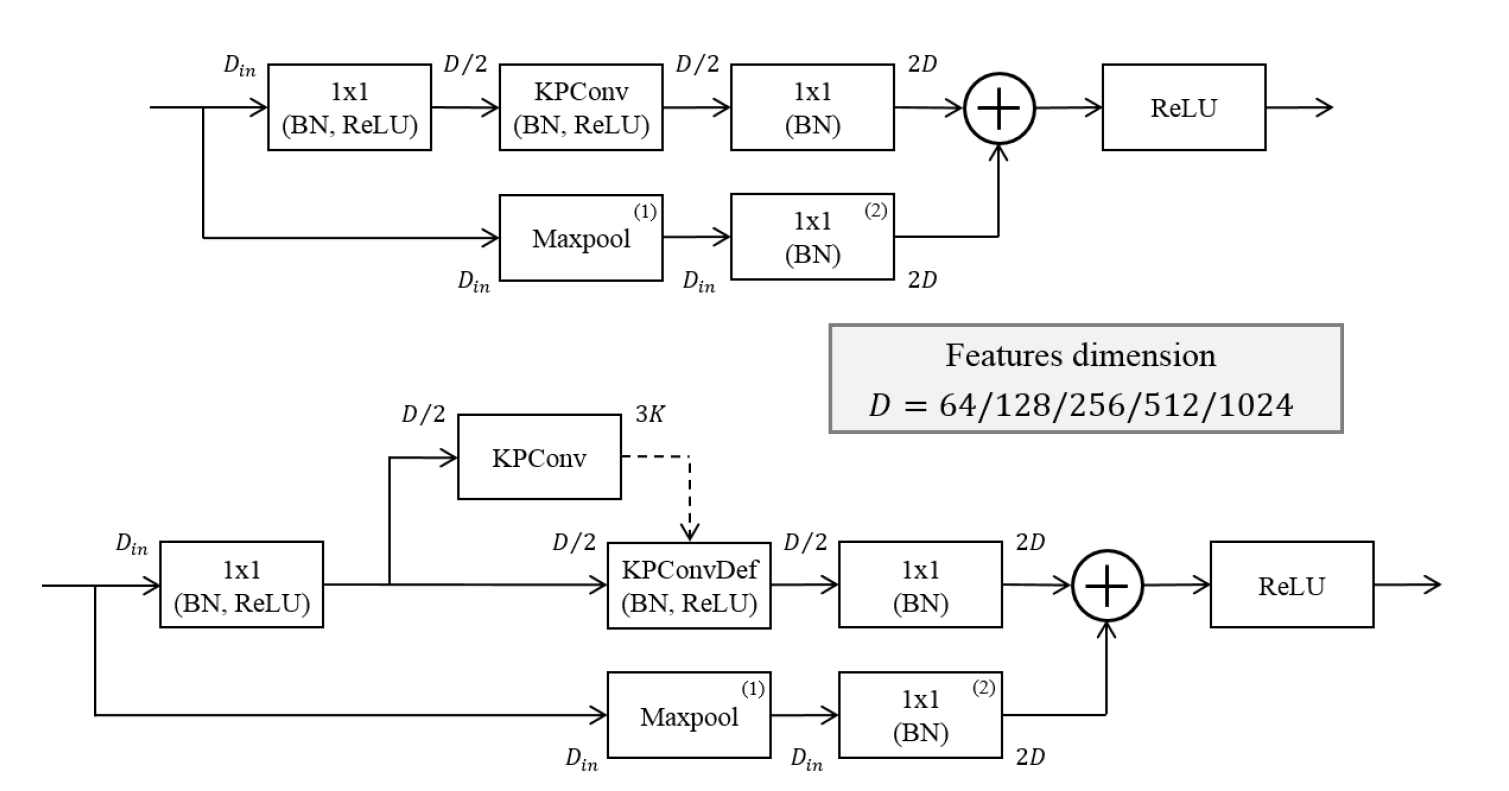 D_in
D/2
D/2
2D
1x1
(BN, ReLU)
KPConv
(BN, ReLU)
1x1
(BN)
ReLU
(1)
Maxpool
(2)
1x1
(BN)
D_in
D_in
2D
Features dimension
D = 64/128/256/512/1024
D/2
3K
KPConv
D_in
D/2
D/2
2D
1x1
(BN, ReLU)
KPConvDef
(BN, ReLU)
1x1
(BN)
ReLU
(1)
Maxpool
(2)
1x1
(BN)
D_in
D_in
2D